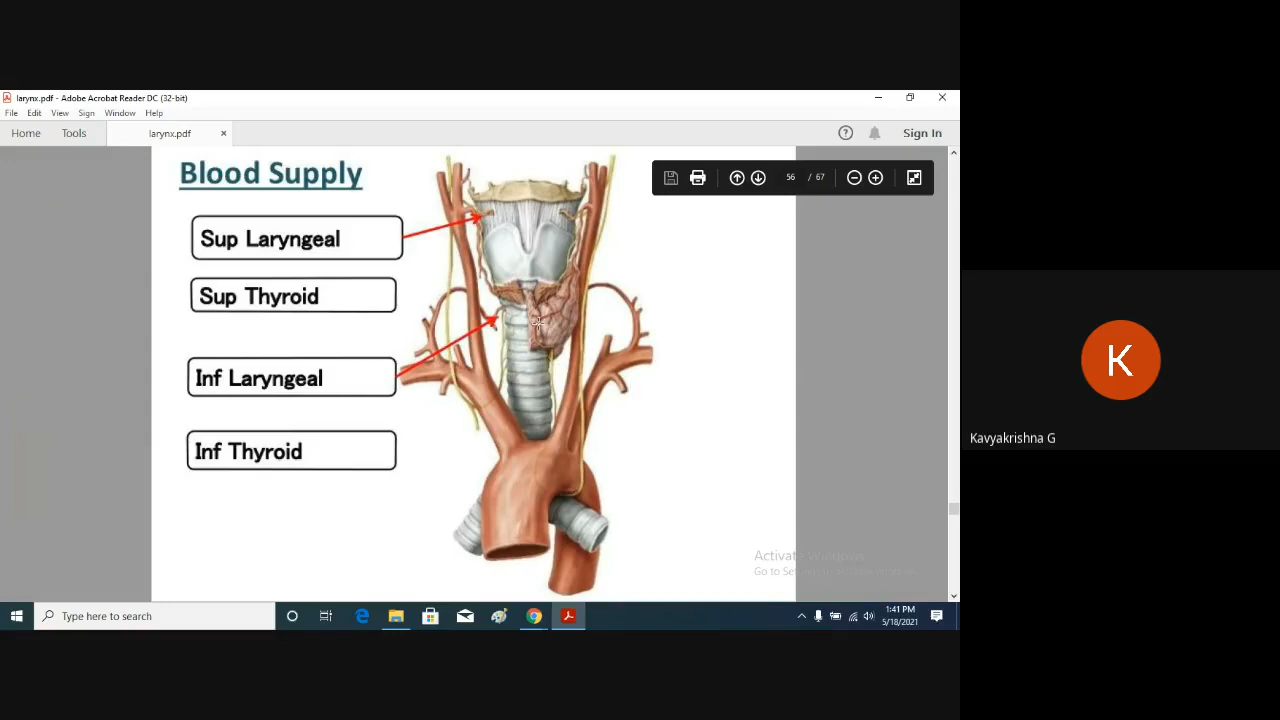 larynx.pdf - Adobe Acrobat Reader DC (32-bit)
File Edit View Sign Window Help
Home Tools larynx.pdf × ? Sign In
56 / 67
Blood Supply
Sup Laryngeal
Sup Thyroid
Inf Laryngeal
Inf Thyroid
K
Kavyakrishna G
Activate Windows
Go to
Type here to search
1:41 PM
5/18/2021